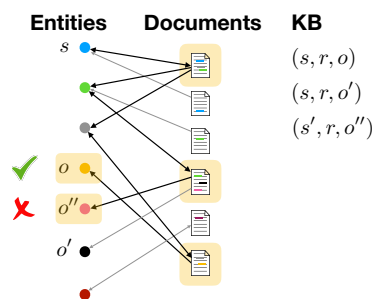 Entities Documents KB
s
(s, r, o)
(s, r, o′)
(s′, r, o″)
o
o″
o′